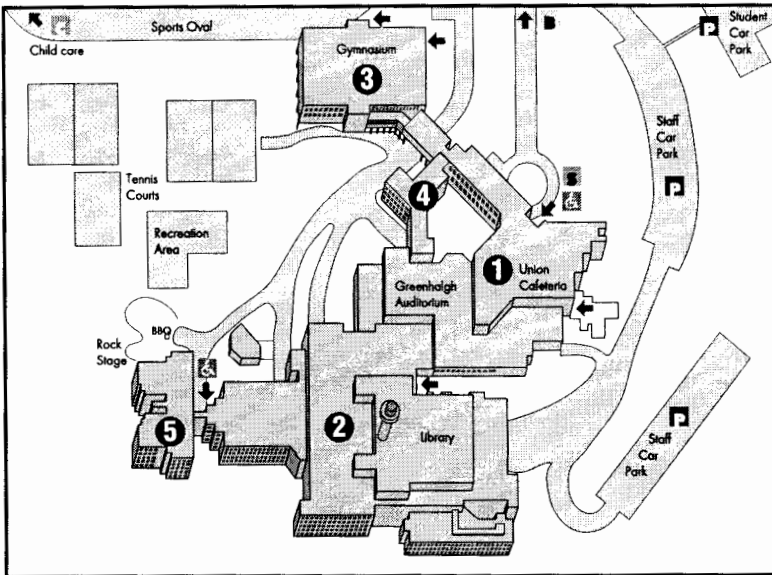 Sports Oval
Child care
Gymnasium
3
B
P
Student
Car
Park
Staff
Car
Park
P
Tennis
Courts
4
S
Recreation
Area
1
Union
Cafeteria
Greenhalgh
Auditorium
BBQ
Rock
Stage
5
2
Library
P
Staff
Car
Park